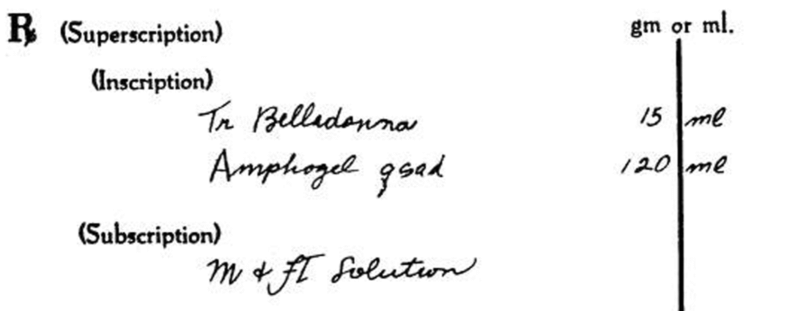 ℞ (Superscription) gm or ml.
(Inscription)
Tr Belladonna 15 ml
Amphogel qsad 120 ml
(Subscription)
M & ft Solution